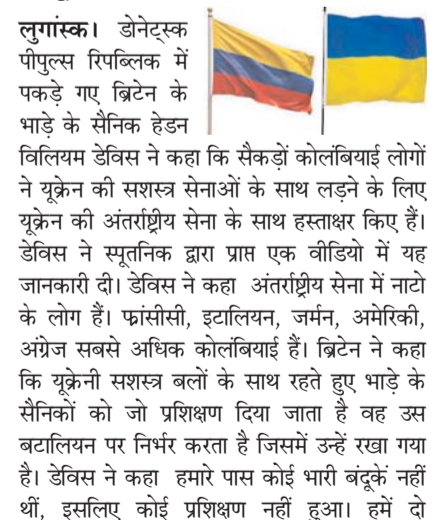 लुगांस्क। डोनेट्स्क
पीपुल्स रिपब्लिक में
पकड़े गए ब्रिटेन के
भाड़े के सैनिक हेडन
विलियम डेविस ने कहा कि सैकड़ों कोलंबियाई लोगों
ने यूक्रेन की सशस्त्र सेनाओं के साथ लड़ने के लिए
यूक्रेन की अंतर्राष्ट्रीय सेना के साथ हस्ताक्षर किए हैं।
डेविस ने स्पूतनिक द्वारा प्राप्त एक वीडियो में यह
जानकारी दी। डेविस ने कहा अंतर्राष्ट्रीय सेना में नाटो
के लोग हैं। फ्रांसीसी, इटालियन, जर्मन, अमेरिकी,
अंग्रेज सबसे अधिक कोलंबियाई हैं। ब्रिटेन ने कहा
कि यूक्रेनी सशस्त्र बलों के साथ रहते हुए भाड़े के
सैनिकों को जो प्रशिक्षण दिया जाता है वह उस
बटालियन पर निर्भर करता है जिसमें उन्हें रखा गया
है। डेविस ने कहा हमारे पास कोई भारी बंदूकें नहीं
थीं, इसलिए कोई प्रशिक्षण नहीं हुआ। हमें दो